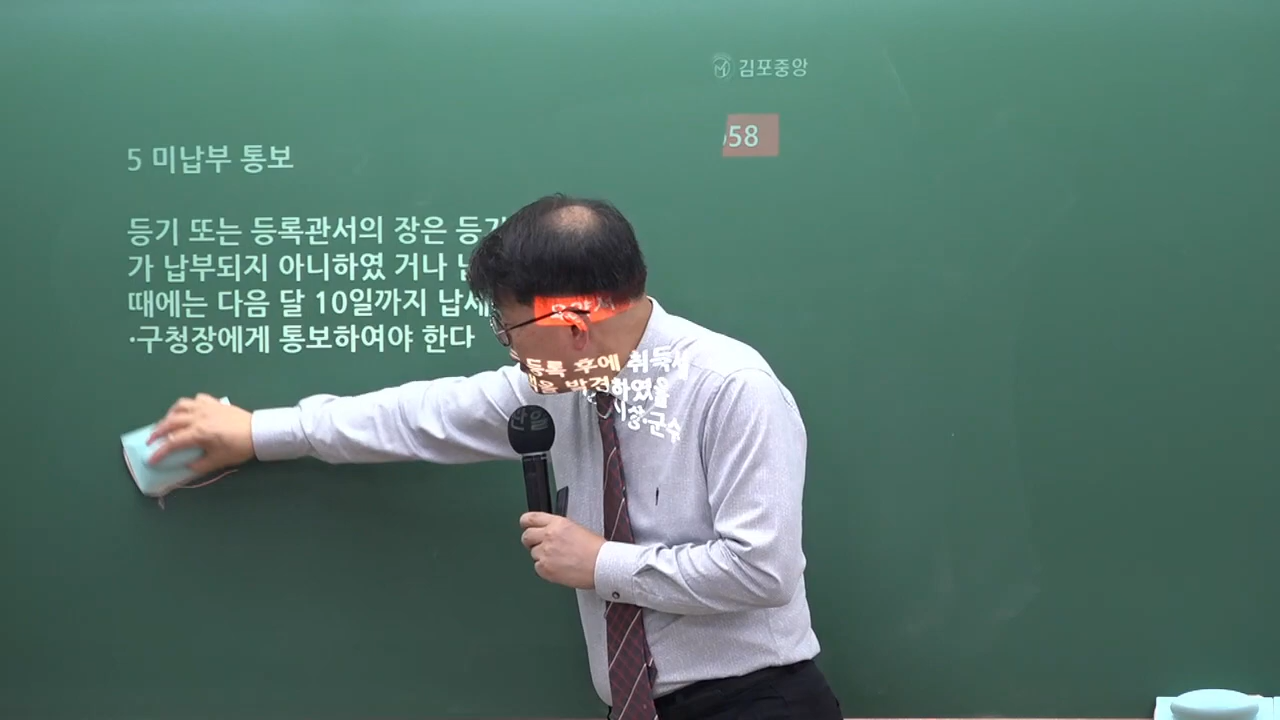 김포중앙
58
5 미납부 통보
등기 또는 등록관서의 장은 등기 등록 후에 취득세
가 납부되지 아니하였 거나 발견하였을
때에는 다음 달 10일까지 납세 시장·군수
·구청장에게 통보하여야 한다